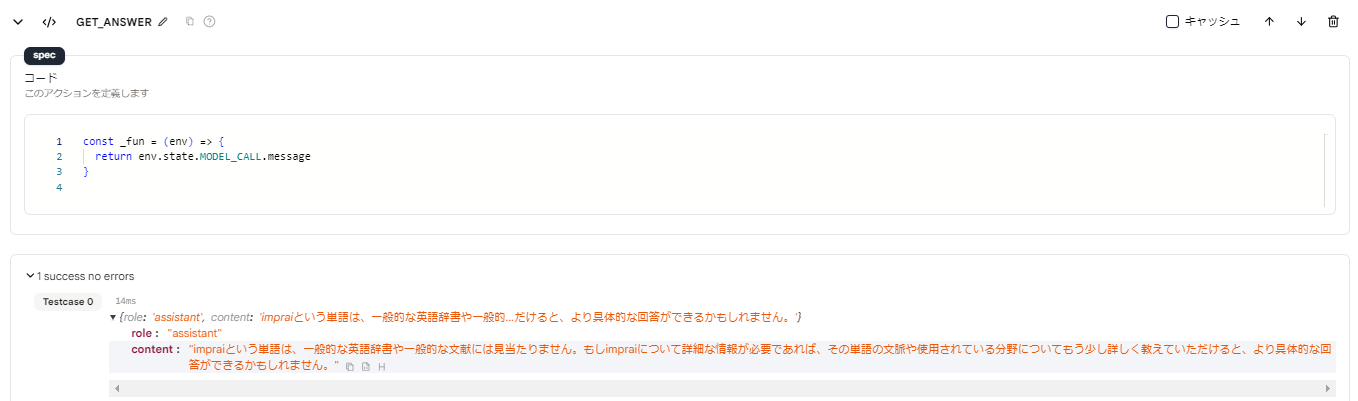 GET_ANSWER
キャッシュ
spec
コード
このアクションを定義します
1 const _fun = (env) => {
2 return env.state.MODEL_CALL.message
3 }
4
1 success no errors
Testcase 0 14ms
{role: 'assistant', content: 'impraiという単語は、一般的な英語辞書や一般的…だけると、より具体的な回答ができるかもしれません。'}
role : "assistant"
content : "impraiという単語は、一般的な英語辞書や一般的な文献には見当たりません。もしimpraiについて詳細な情報が必要であれば、その単語の文脈や使用されている分野についてもう少し詳しく教えていただけると、より具体的な回
答ができるかもしれません。" H